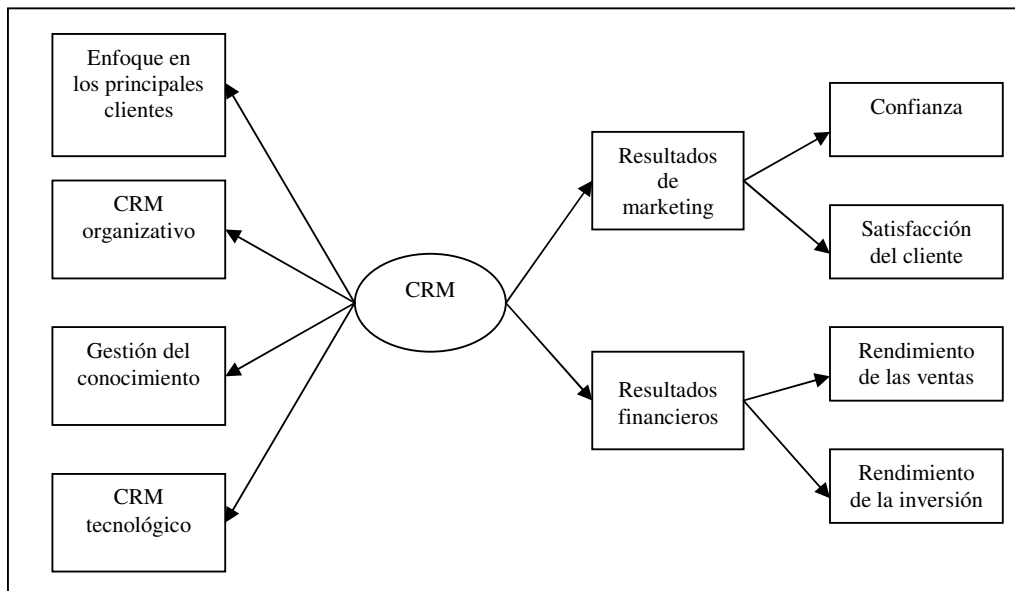 Enfoque en
los principales
clientes
CRM
organizativo
Gestión del
conocimiento
CRM
tecnológico
CRM
Resultados
de
marketing
Resultados
financieros
Confianza
Satisfacción
del cliente
Rendimiento
de las ventas
Rendimiento
de la inversión